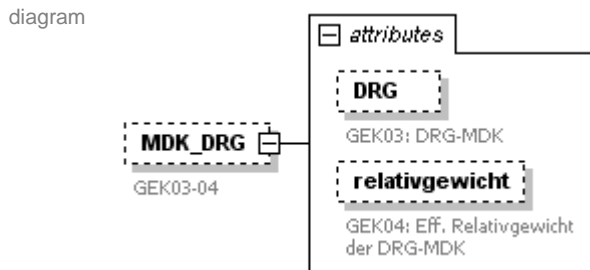 diagram
attributes
DRG
GEK03: DRG-MDK
MDK_DRG
GEK03-04
relativgewicht
GEK04: Eff. Relativgewicht
der DRG-MDK